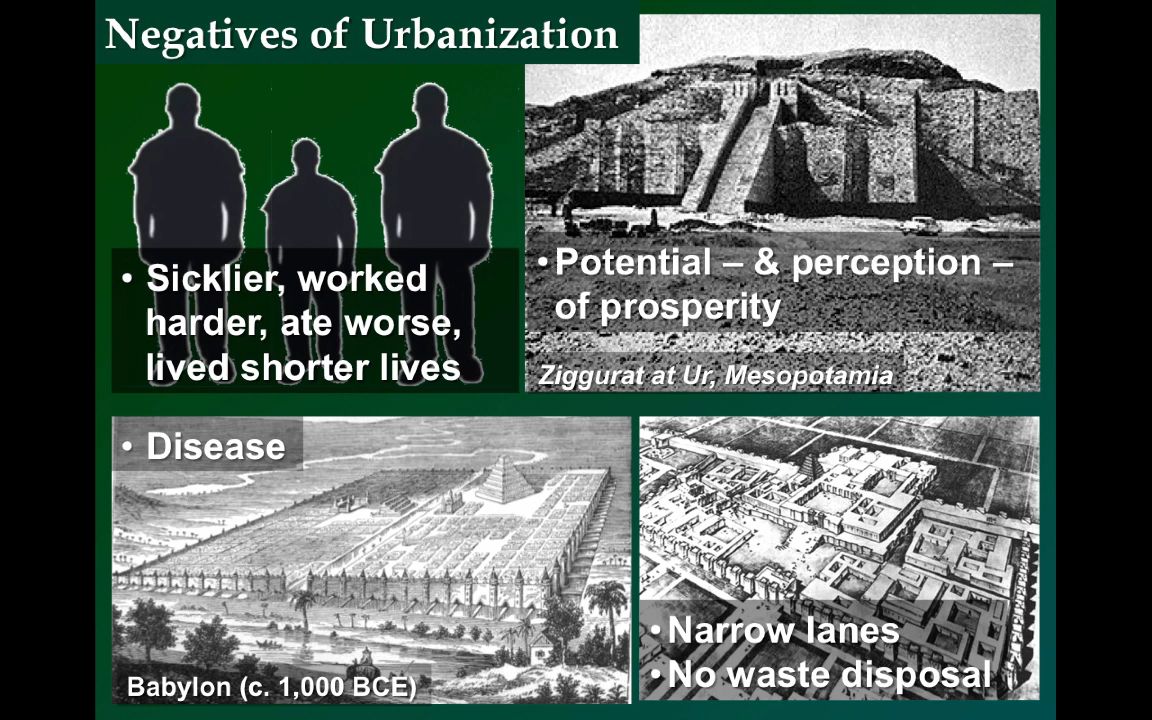 Negatives of Urbanization
• Sicklier, worked
harder, ate worse,
lived shorter lives
• Potential – & perception –
of prosperity
Ziggurat at Ur, Mesopotamia
• Disease
Babylon (c. 1,000 BCE)
• Narrow lanes
• No waste disposal